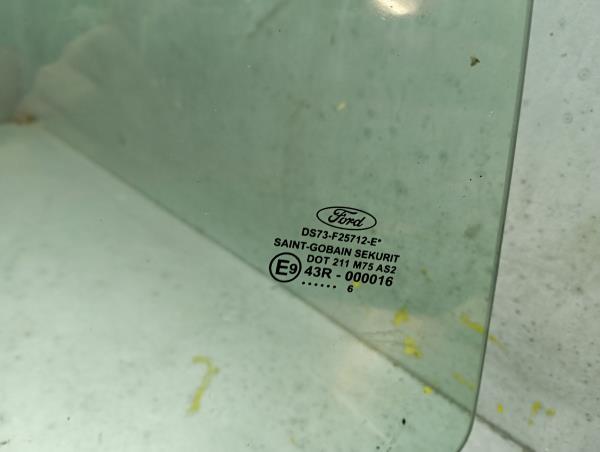 Ford
DS73-F25712-E*
SAINT-GOBAIN SEKURIT
DOT 211 M75 AS2
E9 43R - 000016
...... 6